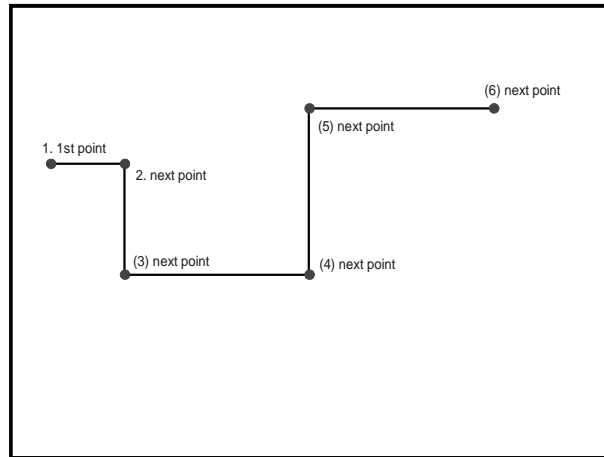 1. 1st point
2. next point
(3) next point
(4) next point
(5) next point
(6) next point